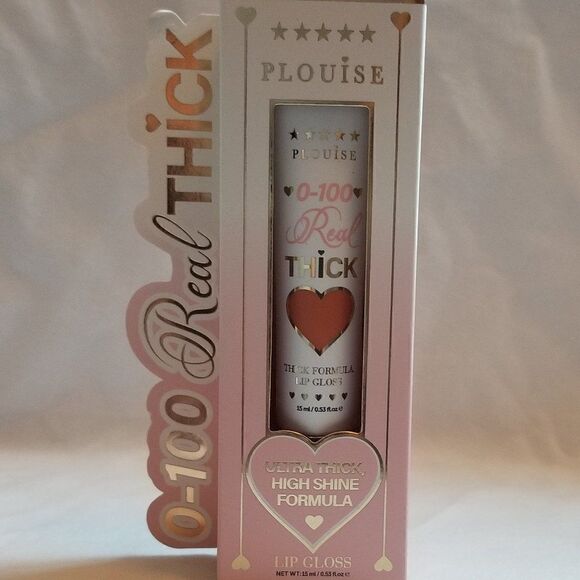 0-100 Real THiCK
PLOUiSE
PLOUiSE
0-100
Real
THiCK
THICK FORMULA
LIP GLOSS
15 ml / 0.53 fl.oz ℮
ULTRA THICK,
HIGH SHINE
FORMULA
LIP GLOSS
NET WT: 15 ml / 0.53 fl.oz ℮